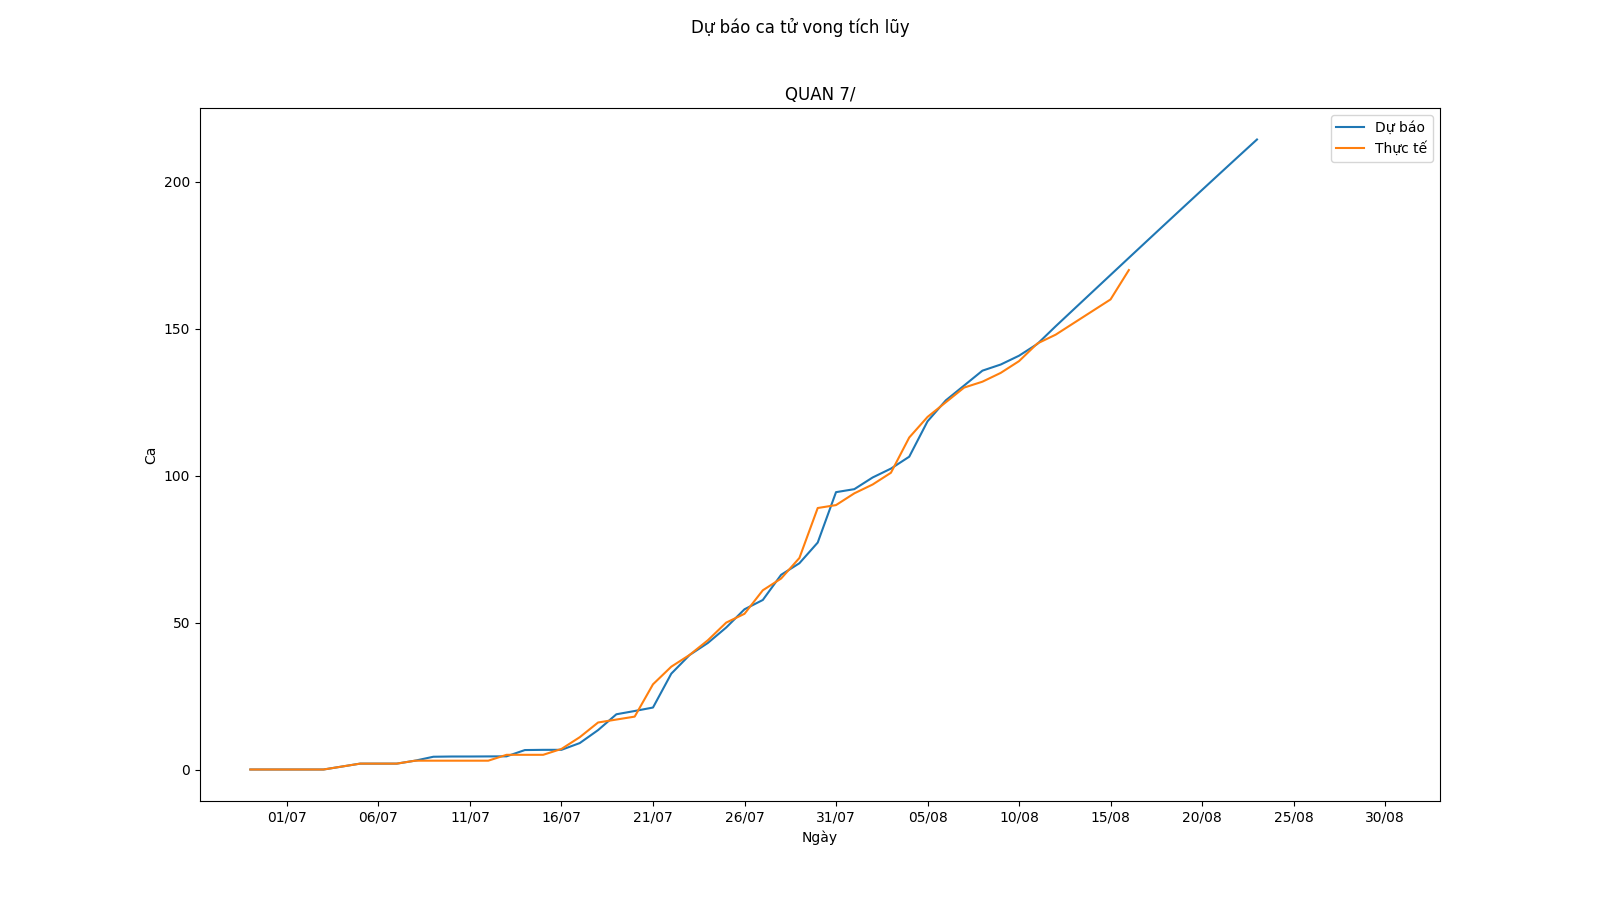 Dự báo ca tử vong tích lũy
QUAN 7/
Dự báo
Thực tế
200
150
100
50
0
Ca
01/07 06/07 11/07 16/07 21/07 26/07 31/07 05/08 10/08 15/08 20/08 25/08 30/08
Ngày